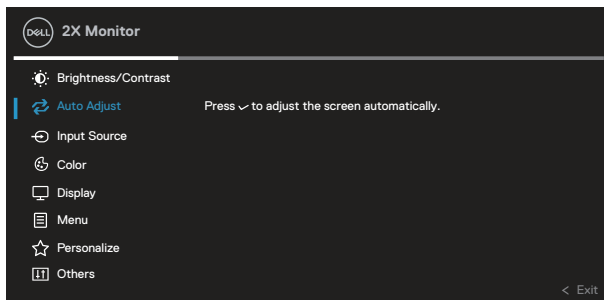 DELL 2X Monitor
Brightness/Contrast
Auto Adjust Press ✓ to adjust the screen automatically.
Input Source
Color
Display
Menu
Personalize
Others
< Exit